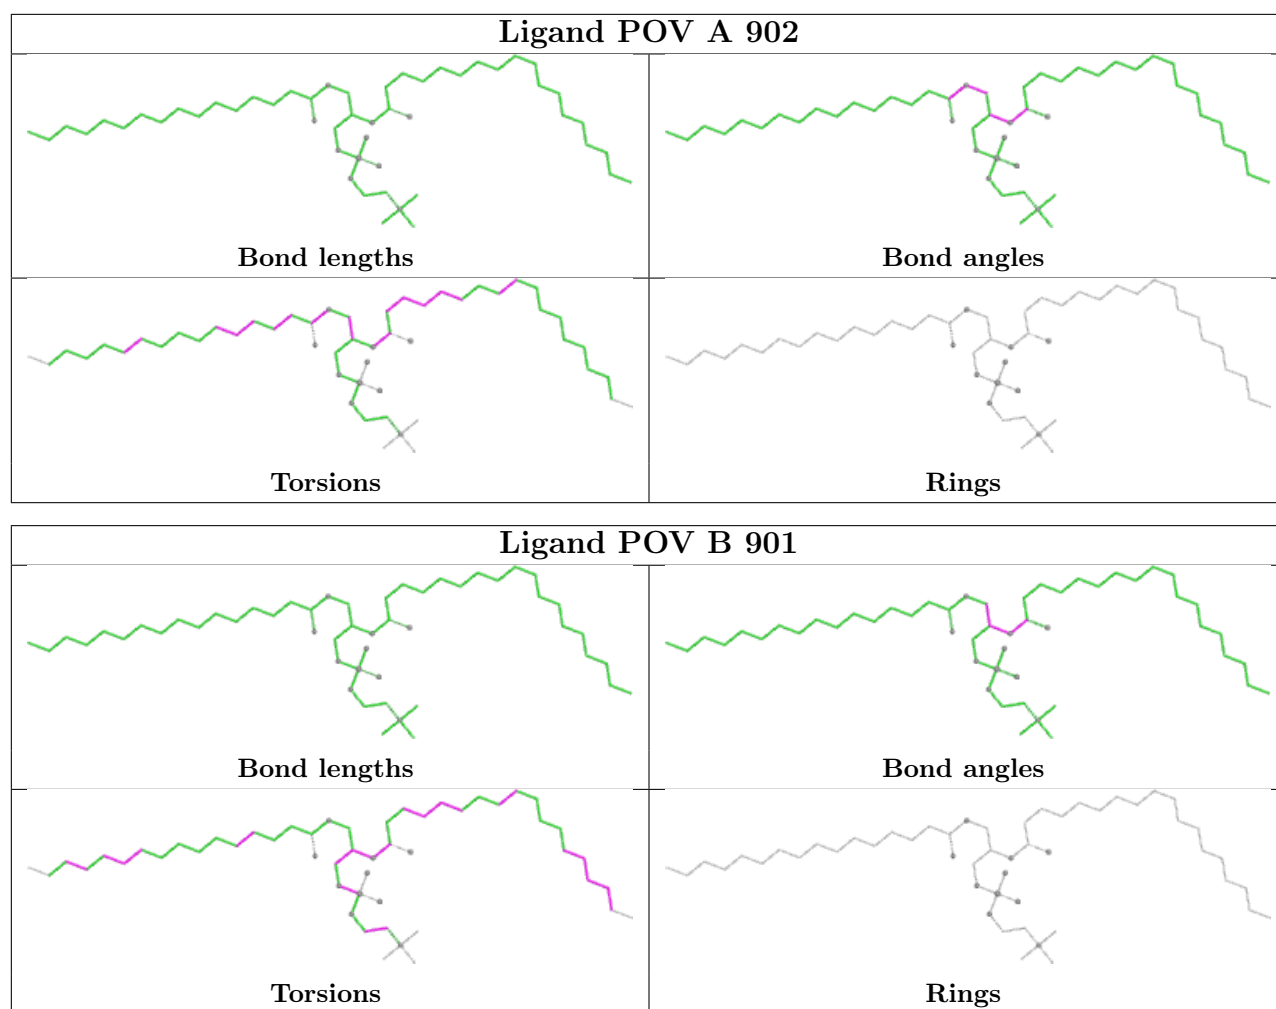 Ligand POV A 902
Bond lengths
Bond angles
Torsions
Rings
Ligand POV B 901
Bond lengths
Bond angles
Torsions
Rings